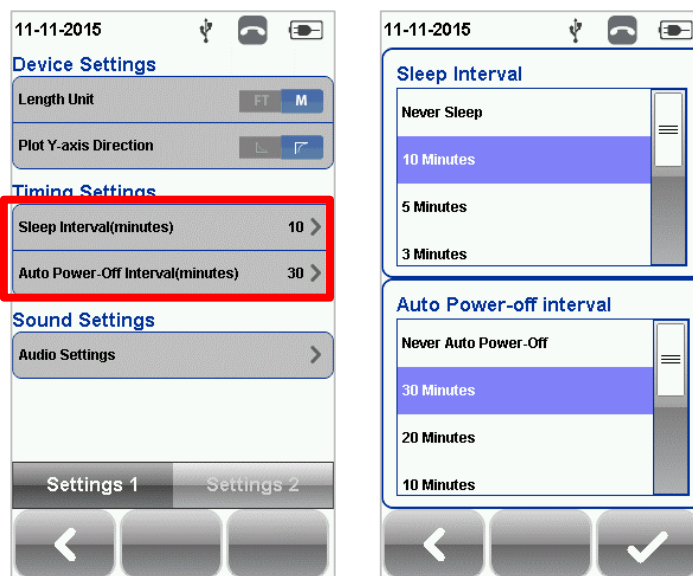 11-11-2015
Device Settings
Length Unit FT M
Plot Y-axis Direction
Timing Settings
Sleep Interval(minutes) 10
Auto Power-Off Interval(minutes) 30
Sound Settings
Audio Settings
Settings 1 Settings 2
11-11-2015
Sleep Interval
Never Sleep
10 Minutes
5 Minutes
3 Minutes
Auto Power-off interval
Never Auto Power-Off
30 Minutes
20 Minutes
10 Minutes